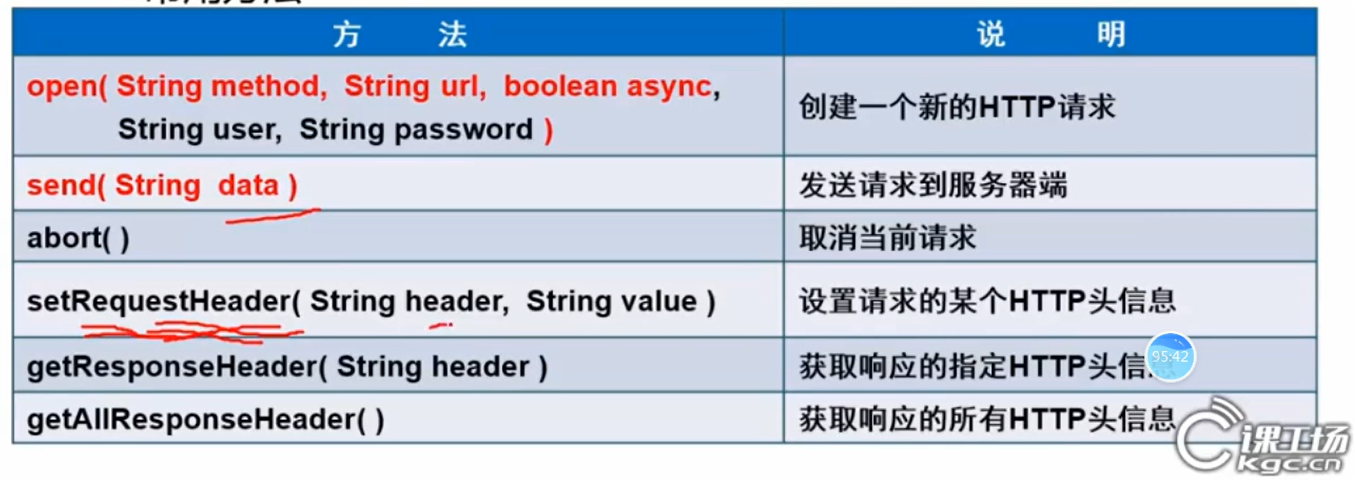 常用方法
方 法 说 明
open( String method, String url, boolean async,
String user, String password )
创建一个新的HTTP请求
send( String data )
发送请求到服务器端
abort( )
取消当前请求
setRequestHeader( String header, String value )
设置请求的某个HTTP头信息
getResponseHeader( String header )
获取响应的指定HTTP头信
95:42
getAllResponseHeader( )
获取响应的所有HTTP头信息
课工场
kgc.cn